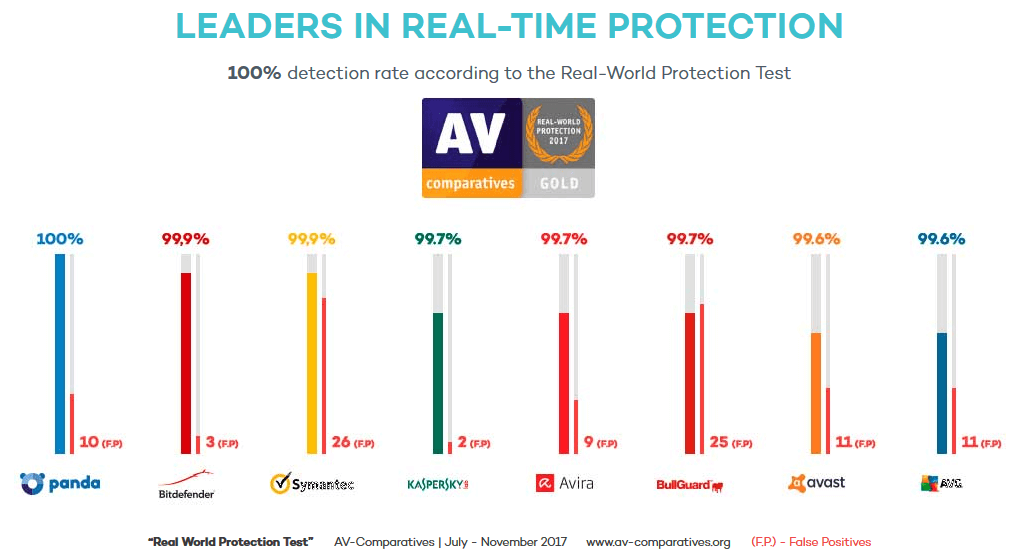 LEADERS IN REAL-TIME PROTECTION
100% detection rate according to the Real-World Protection Test
AV
comparatives
REAL-WORLD
PROTECTION
2017
GOLD
100%
99,9%
99,9%
99.7%
99.7%
99.7%
99.6%
99.6%
10 (F.P)
3 (F.P)
26 (F.P)
2 (F.P)
9 (F.P)
25 (F.P)
11 (F.P)
11 (F.P)
panda
Bitdefender
Symantec
KASPERSKY
Avira
BullGuard
avast
AVG
"Real World Protection Test" AV-Comparatives | July - November 2017 www.av-comparatives.org (F.P.) - False Positives